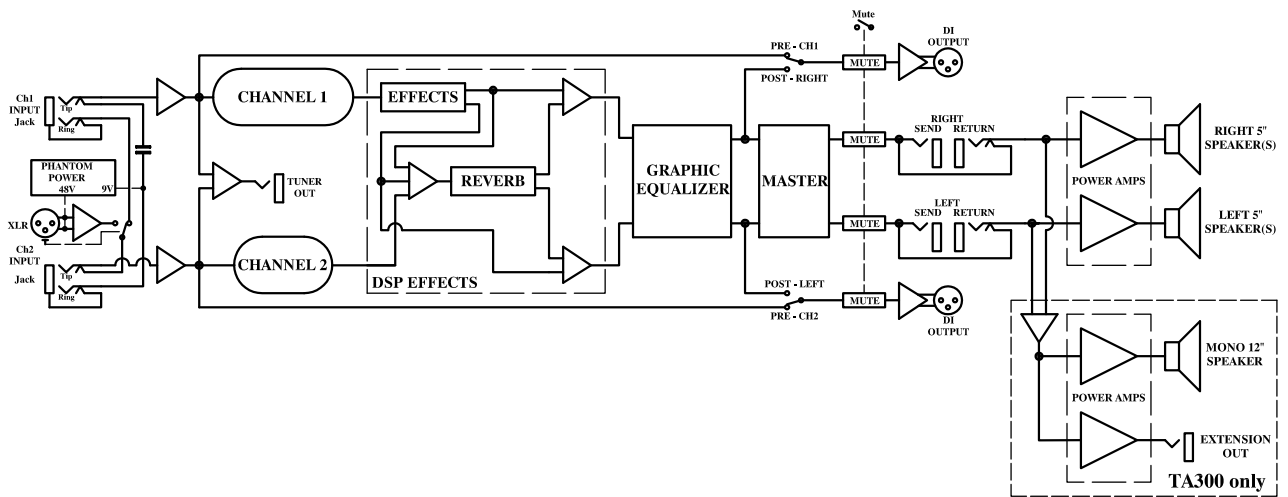 Mute
DI
OUTPUT
PRE - CH1
MUTE
POST - RIGHT
Ch1
INPUT
Jack
Tip
Ring
CHANNEL 1
EFFECTS
PHANTOM
POWER
48V
9V
XLR
TUNER
OUT
REVERB
GRAPHIC
EQUALIZER
MASTER
MUTE
RIGHT
SEND
RETURN
POWER AMPS
RIGHT 5"
SPEAKER(S)
MUTE
LEFT
SEND
RETURN
LEFT 5"
SPEAKER(S)
Ch2
INPUT
Jack
Tip
Ring
CHANNEL 2
DSP EFFECTS
POST - LEFT
MUTE
PRE - CH2
DI
OUTPUT
MONO 12"
SPEAKER
POWER AMPS
EXTENSION
OUT
TA300 only